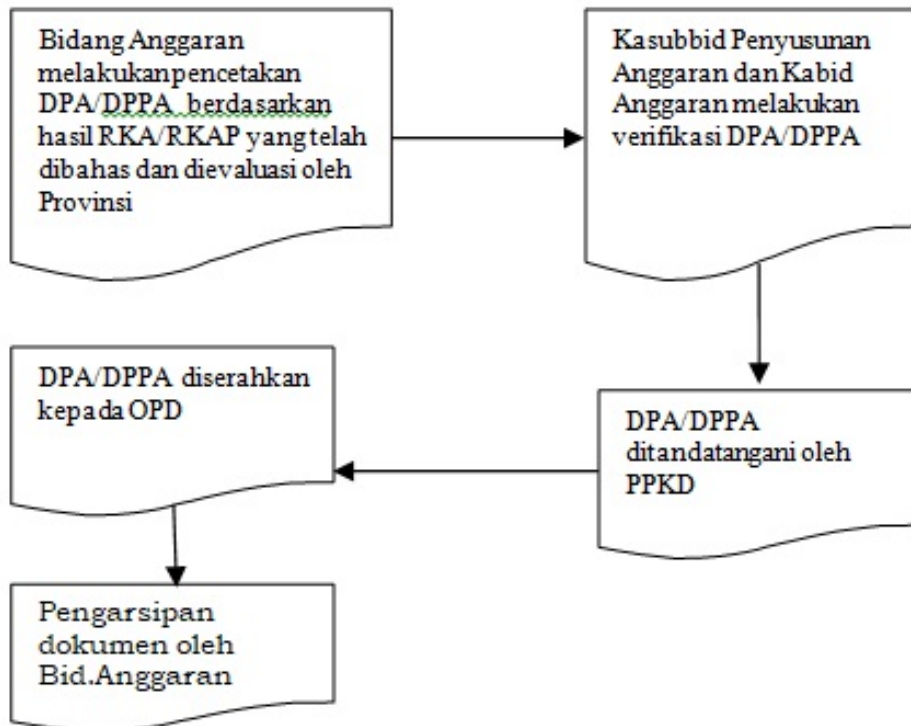 Bidang Anggaran
melakukanpencetakan
DPA/DPPA berdasarkan
hasil RKA/RKAP yang telah
dibahas dan dievaluasi oleh
Provinsi
Kasubbid Penyusunan
Anggaran dan Kabid
Anggaran melakukan
verifikasi DPA/DPPA
DPA/DPPA
ditandatangani oleh
PPKD
DPA/DPPA diserahkan
kepada OPD
Pengarsipan
dokumen oleh
Bid.Anggaran